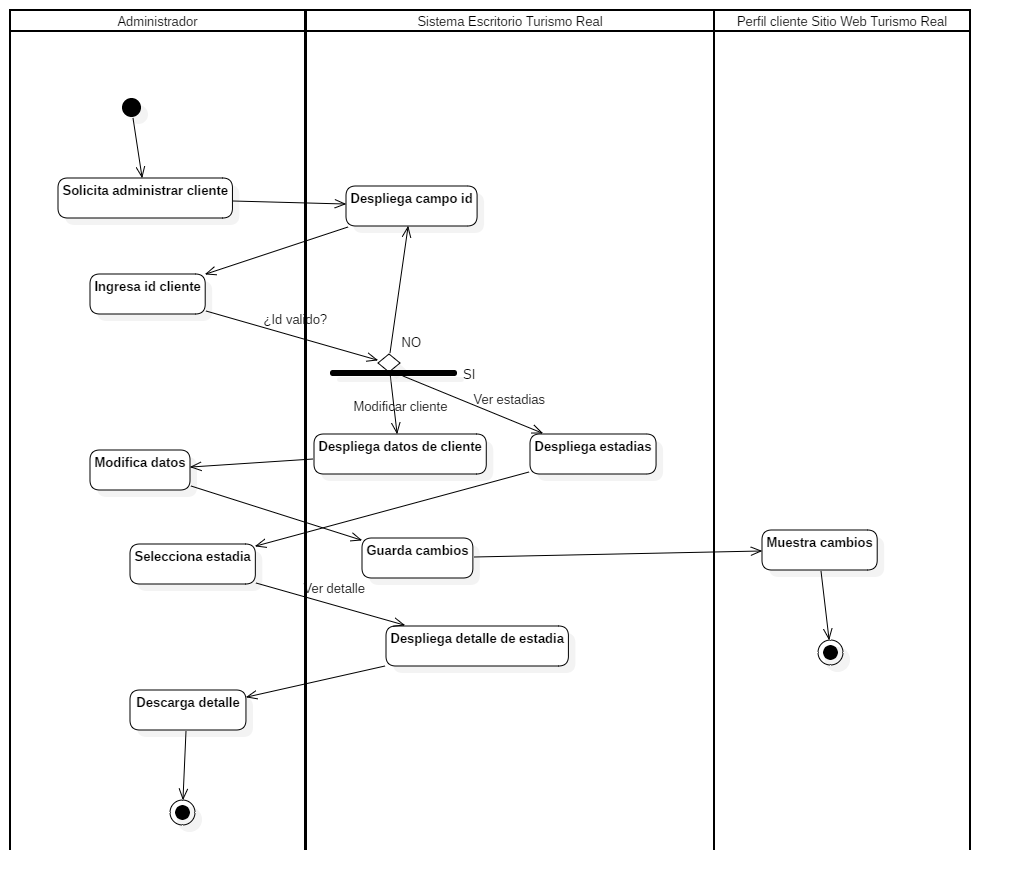 Administrador
Sistema Escritorio Turismo Real
Perfil cliente Sitio Web Turismo Real
Solicita administrar cliente
Despliega campo id
Ingresa id cliente
¿Id valido?
NO
SI
Ver estadias
Modificar cliente
Despliega datos de cliente
Despliega estadias
Modifica datos
Guarda cambios
Muestra cambios
Selecciona estadia
Ver detalle
Despliega detalle de estadia
Descarga detalle